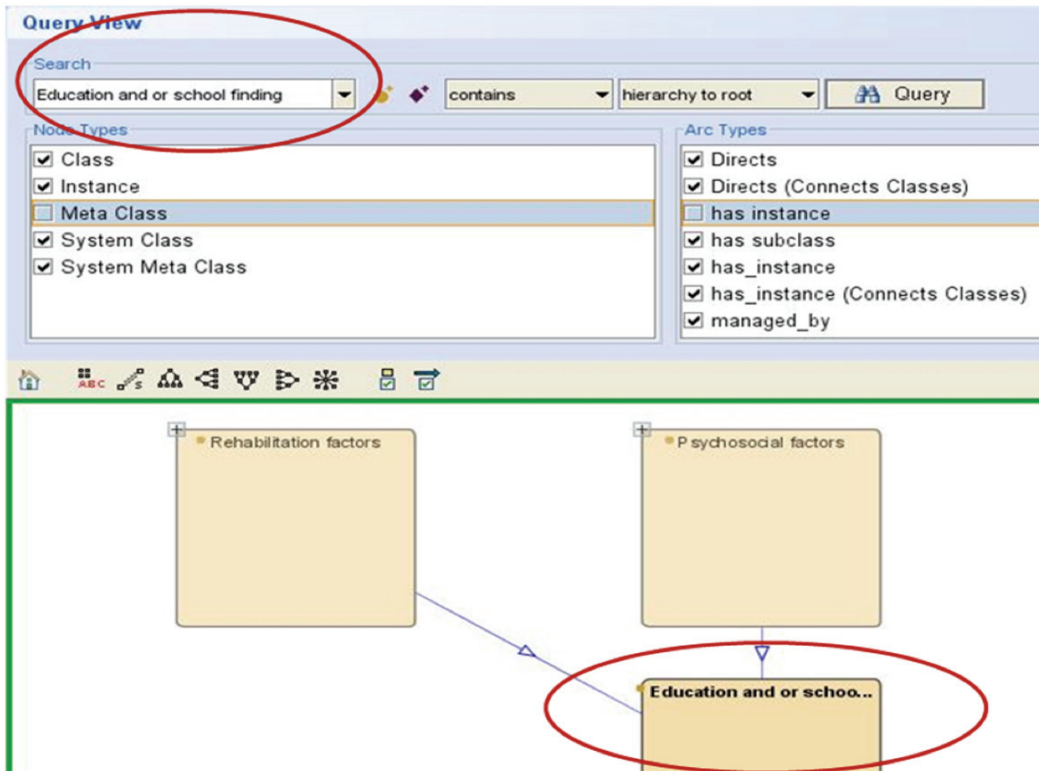 Query View
Search
Education and or school finding
contains
hierarchy to root
Query
Node Types
Class
Instance
Meta Class
System Class
System Meta Class
Arc Types
Directs
Directs (Connects Classes)
has instance
has subclass
has_instance
has_instance (Connects Classes)
managed_by
ABC
S
Rehabilitation factors
Psychosocial factors
Education and or schoo...